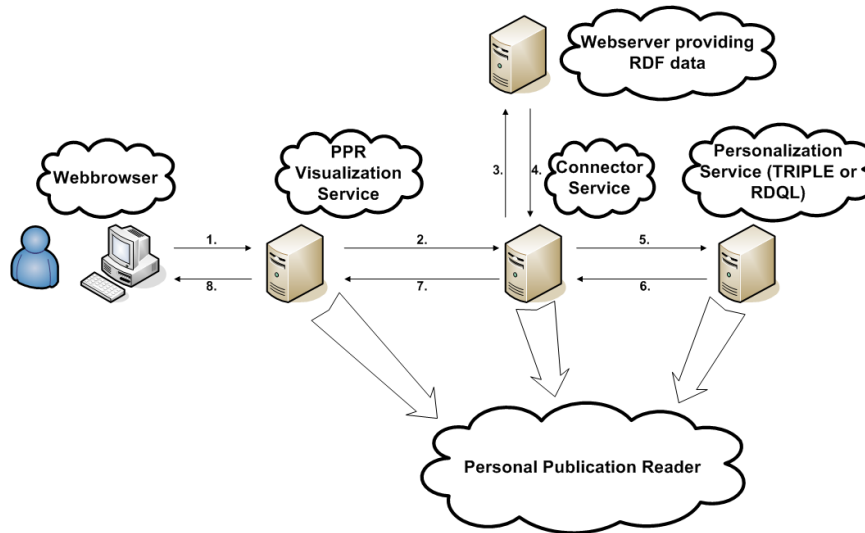 Webserver providing
RDF data
PPR
Visualization
Service
Webbrowser
3.
4.
Connector
Service
Personalization
Service (TRIPLE or
RDQL)
1.
2.
5.
8.
7.
6.
Personal Publication Reader